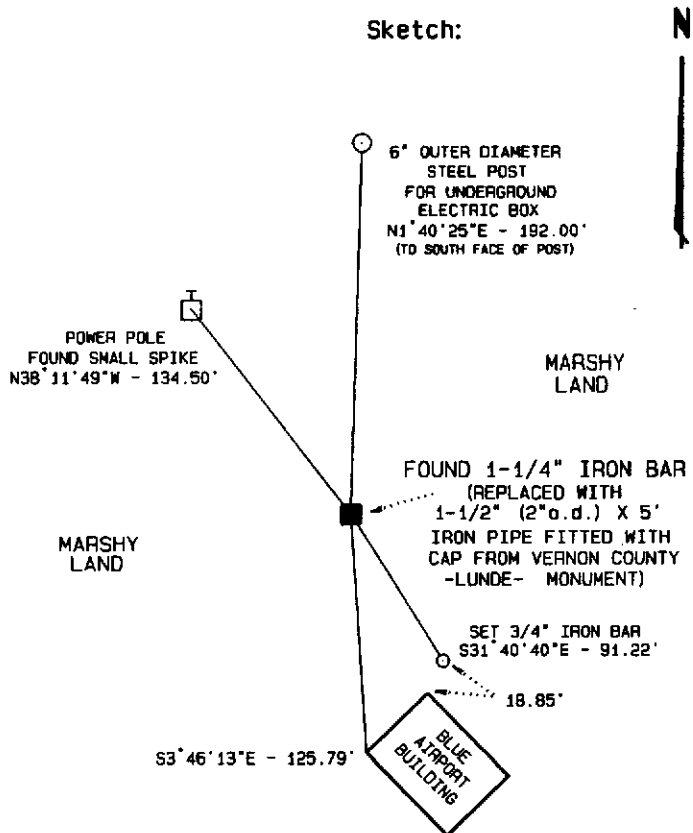 Sketch:
N
6" OUTER DIAMETER
STEEL POST
FOR UNDERGROUND
ELECTRIC BOX
N1°40'25"E - 192.00'
(TO SOUTH FACE OF POST)
POWER POLE
FOUND SMALL SPIKE
N38°11'49"W - 134.50'
MARSHY
LAND
FOUND 1-1/4" IRON BAR
(REPLACED WITH
1-1/2" (2"o.d.) X 5'
IRON PIPE FITTED WITH
CAP FROM VERNON COUNTY
-LUNDE- MONUMENT)
MARSHY
LAND
SET 3/4" IRON BAR
S31°40'40"E - 91.22'
18.85'
S3°46'13"E - 125.79'
BLUE
AIRPORT
BUILDING